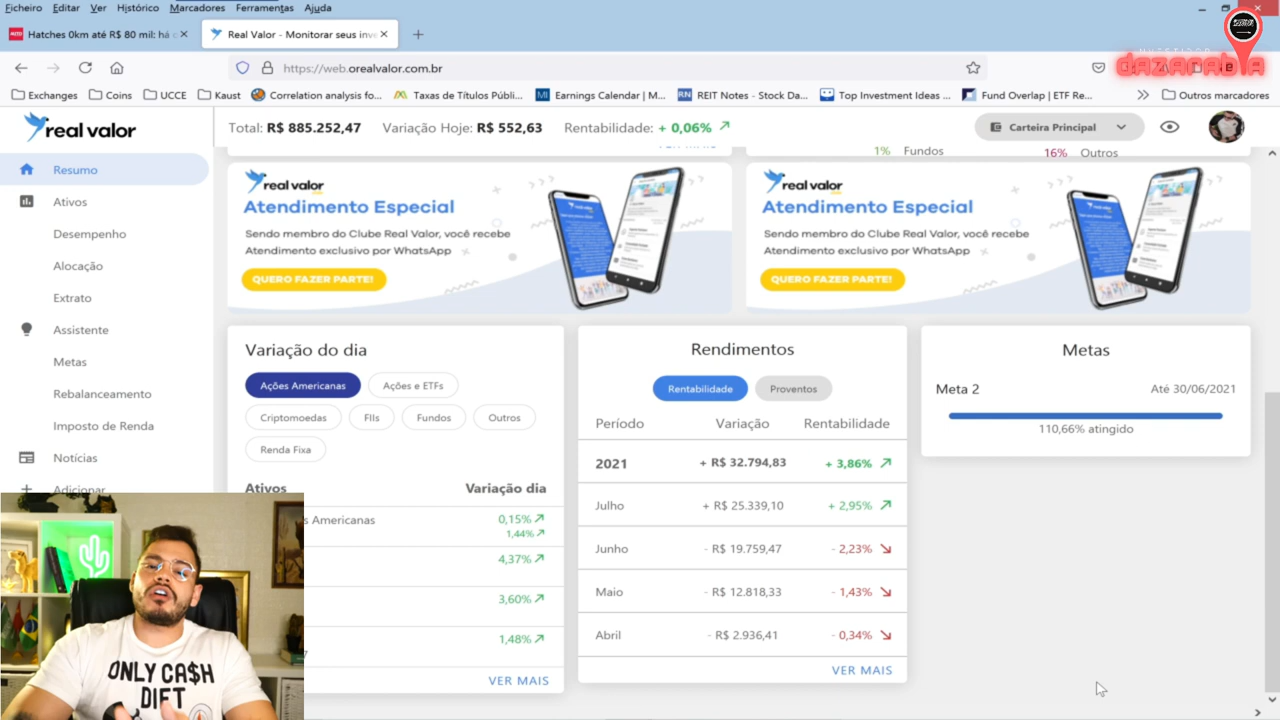 Ficheiro Editar Ver Histórico Marcadores Ferramentas Ajuda
Hatches 0km até R$ 80 mil: há
Real Valor - Monitorar seus inve
https://web.orealvalor.com.br
dazaraba
Exchanges Coins UCCE Kaust Correlation analysis fo... Taxas de Títulos Públi... Earnings Calendar | M... REIT Notes - Stock Da... Top Investment Ideas ... Fund Overlap | ETF Re... Outros marcadores
real valor
Total: R$ 885.252,47 Variação Hoje: R$ 552,63 Rentabilidade: + 0,06%
Carteira Principal
VER MAIS
1% Fundos 16% Outros
Resumo
Ativos
Desempenho
Alocação
Extrato
Assistente
Metas
Rebalanceamento
Imposto de Renda
Notícias
Adicionar
real valor
Atendimento Especial
Sendo membro do Clube Real Valor, você recebe
Atendimento exclusivo por WhatsApp
QUERO FAZER PARTE!
real valor
Atendimento Especial
Sendo membro do Clube Real Valor, você recebe
Atendimento exclusivo por WhatsApp
QUERO FAZER PARTE!
Variação do dia
Ações Americanas Ações e ETFs
Criptomoedas FIIs Fundos Outros
Renda Fixa
Ativos Variação dia
s Americanas 0,15%
1,44%
4,37%
3,60%
1,48%
VER MAIS
Rendimentos
Rentabilidade Proventos
Período Variação Rentabilidade
2021 + R$ 32.794,83 + 3,86%
Julho + R$ 25.339,10 + 2,95%
Junho - R$ 19.759,47 - 2,23%
Maio - R$ 12.818,33 - 1,43%
Abril - R$ 2.936,41 - 0,34%
VER MAIS
Metas
Meta 2 Até 30/06/2021
110,66% atingido
ONLY CA$H
DIET